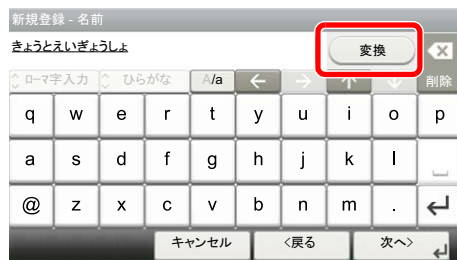 新規登録 - 名前
きょうとえいぎょうしょ 変換
ローマ字入力 ひらがな A/a ← → ↑ ↓ 削除
q w e r t y u i o p
a s d f g h j k l
@ z x c v b n m .
キャンセル <戻る 次へ>